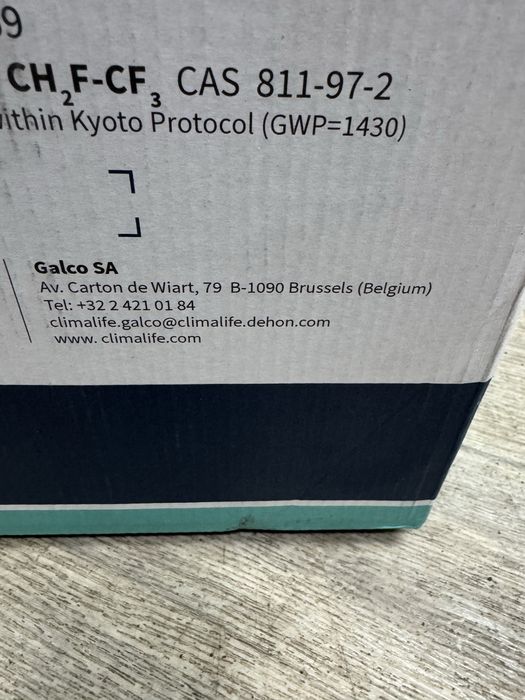 9
CH₂F-CF₃ CAS 811-97-2
Kyoto Protocol (GWP=1430)
Galco SA
Av. Carton de Wiart, 79 B-1090 Brussels (Belgium)
Tel: +32 2 421 01 84
climalife.galco@climalife.dehon.com
www. climalife.com